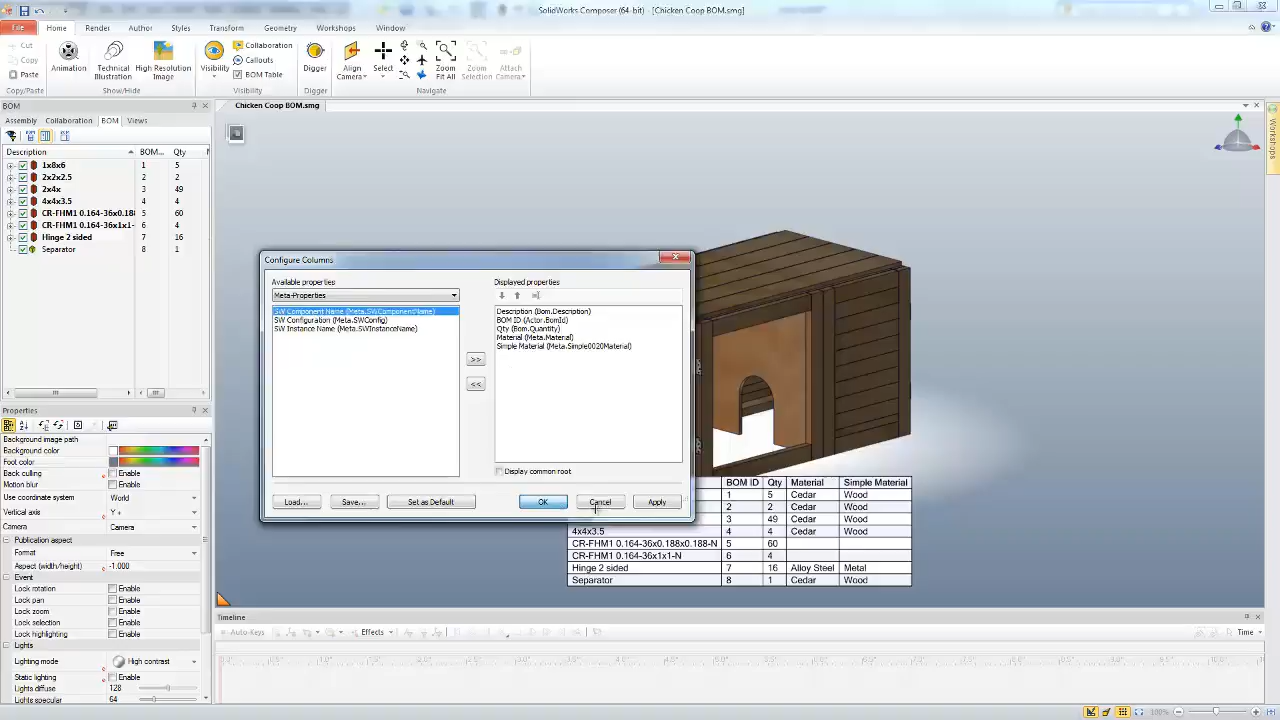 SolidWorks Composer (64-bit) - [Chicken Coop BOM.smg]
File Home Render Author Styles Transform Geometry Workshops Window
Cut
Copy
Paste
Copy/Paste
Animation
Technical Illustration
High Resolution Image
Show/Hide
Visibility
Collaboration
Callouts
BOM Table
Visibility
Digger
Digger
Align Camera
Select
Zoom Fit All
Zoom Selection
Attach Camera
Navigate
BOM
Assembly Collaboration BOM Views
Chicken Coop BOM.smg
Workshops
Description BOM... Qty
1x8x6 1 5
2x2x2.5 2 2
2x4x 3 49
4x4x3.5 4 4
CR-FHM1 0.164-36x0.188 5 60
CR-FHM1 0.164-36x1x1- 6 4
Hinge 2 sided 7 16
Separator 8 1
Configure Columns
Available properties
Meta-Properties
SW Component Name (Meta.SWComponentName)
SW Configuration (Meta.SWConfig)
SW Instance Name (Meta.SWInstanceName)
>>
<<
Displayed properties
Description (Bom.Description)
BOM ID (Actor.BomId)
Qty (Bom.Quantity)
Material (Meta.Material)
Simple Material (Meta.Simple0020Material)
Display common root
Load... Save... Set as Default OK Cancel Apply
BOM ID Qty Material Simple Material
1 5 Cedar Wood
2 2 Cedar Wood
3 49 Cedar Wood
4x4x3.5 4 4 Cedar Wood
CR-FHM1 0.164-36x0.188x0.188-N 5 60
CR-FHM1 0.164-36x1x1-N 6 4
Hinge 2 sided 7 16 Alloy Steel Metal
Separator 8 1 Cedar Wood
Properties
Background image path
Background color
Foot color
Back culling Enable
Motion blur Enable
Use coordinate system World
Vertical axis Y +
Camera Camera
Publication aspect
Format Free
Aspect (width/height) -1.000
Event
Lock rotation Enable
Lock pan Enable
Lock zoom Enable
Lock selection Enable
Lock highlighting Enable
Lights
Lighting mode High contrast
Static lighting Enable
Lights diffuse 128
Lights specular 64
Timeline
Auto-Keys Effects Time
100%